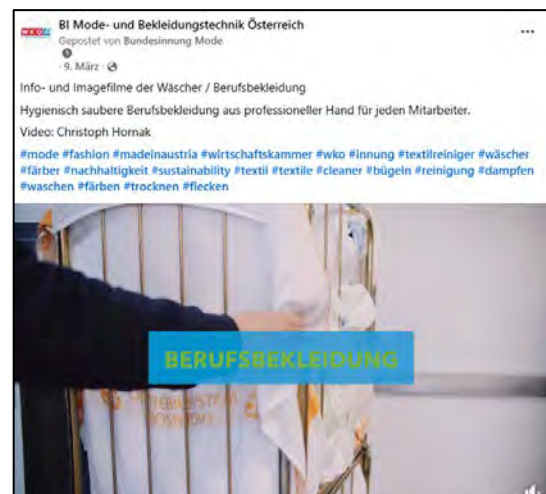 WKO
BI Mode- und Bekleidungstechnik Österreich
Gepostet von Bundesinnung Mode
· 9. März ·
Info- und Imagefilme der Wäscher / Berufsbekleidung
Hygienisch saubere Berufsbekleidung aus professioneller Hand für jeden Mitarbeiter.
Video: Christoph Hornak
#mode #fashion #madeinaustria #wirtschaftskammer #wko #innung #textilreiniger #wäscher
#färber #nachhaltigkeit #sustainability #textil #textile #cleaner #bügeln #reinigung #dampfen
#waschen #färben #trocknen #flecken
BERUFSBEKLEIDUNG